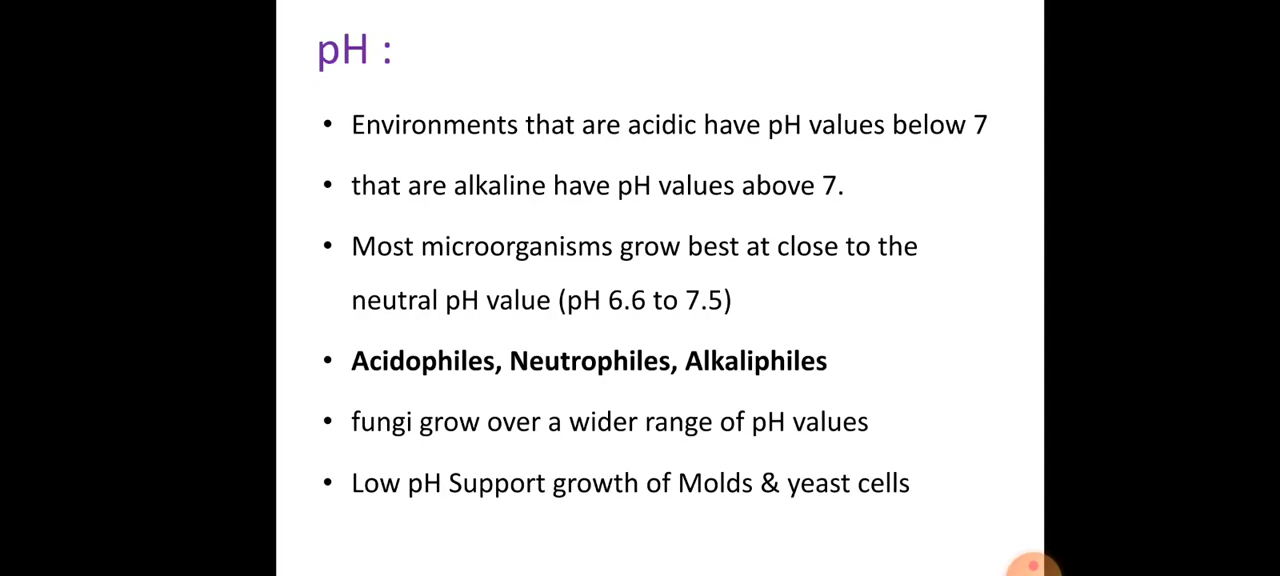 pH :
• Environments that are acidic have pH values below 7
• that are alkaline have pH values above 7.
• Most microorganisms grow best at close to the
neutral pH value (pH 6.6 to 7.5)
• Acidophiles, Neutrophiles, Alkaliphiles
• fungi grow over a wider range of pH values
• Low pH Support growth of Molds & yeast cells